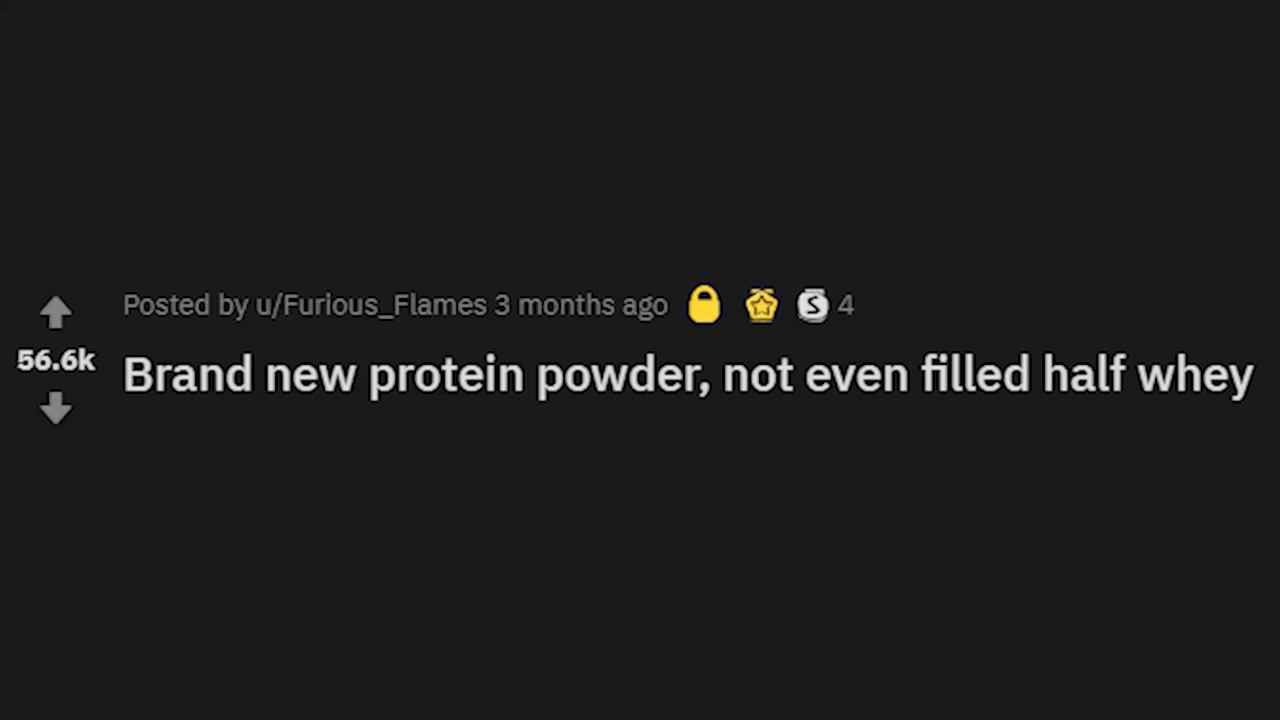 Posted by u/Furious_Flames 3 months ago 4
56.6k
Brand new protein powder, not even filled half whey